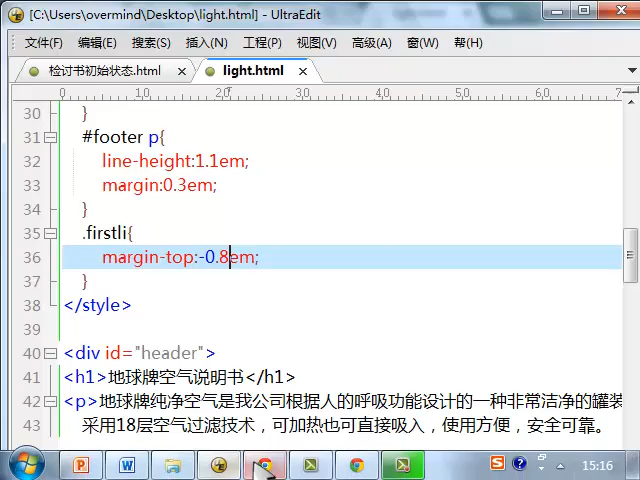 [C:\Users\overmind\Desktop\light.html] - UltraEdit
文件(F) 编辑(E) 搜索(S) 插入(N) 工程(P) 视图(V) 高级(A) 窗(W) 帮(H)
检讨书初始状态.html light.html
0 10 20 30 40 50 60 7
30 }
31 #footer p{
32 line-height:1.1em;
33 margin:0.3em;
34 }
35 .firstli{
36 margin-top:-0.8em;
37 }
38 </style>
39
40 <div id="header">
41 <h1>地球牌空气说明书</h1>
42 <p>地球牌纯净空气是我公司根据人的呼吸功能设计的一种非常洁净的罐装
43 采用18层空气过滤技术，可加热也可直接吸入，使用方便，安全可靠。
15:16